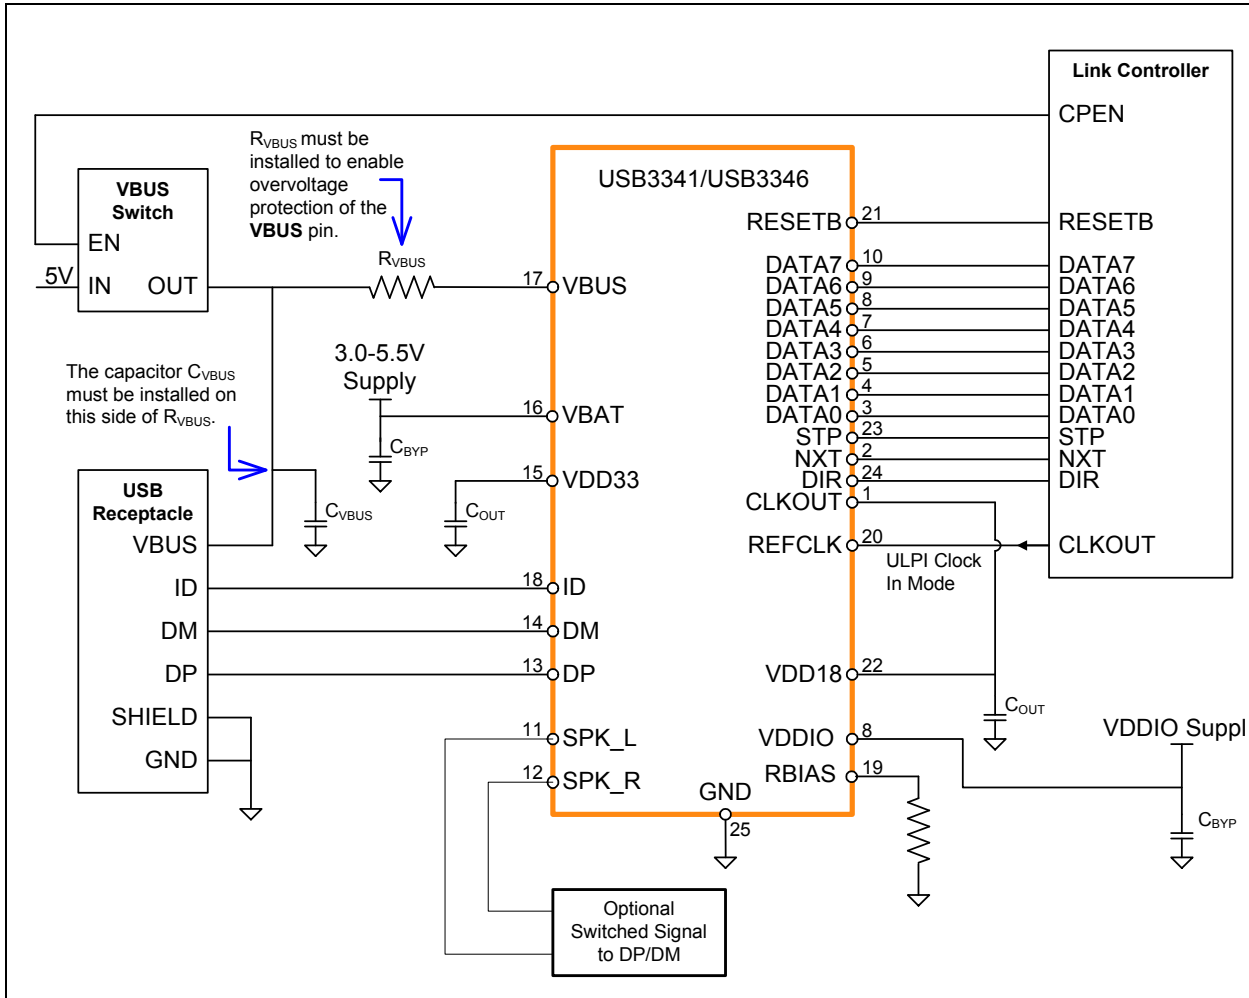 Link Controller
CPEN
RVBUS must be
installed to enable
overvoltage
protection of the
VBUS pin.
VBUS
Switch
EN
5V
IN
OUT
RVBUS
USB3341/USB3346
RESETB
21
RESETB
DATA7
10
DATA7
DATA6
9
DATA6
DATA5
8
DATA5
DATA4
7
DATA4
DATA3
6
DATA3
DATA2
5
DATA2
DATA1
4
DATA1
DATA0
3
DATA0
STP
23
STP
NXT
2
NXT
DIR
24
DIR
CLKOUT
1
REFCLK
20
CLKOUT
ULPI Clock
In Mode
17
VBUS
3.0-5.5V
Supply
The capacitor CVBUS
must be installed on
this side of RVBUS.
16
VBAT
CBYP
15
VDD33
COUT
CVBUS
USB
Receptacle
VBUS
ID
18
ID
DM
14
DM
DP
13
DP
SHIELD
GND
VDD18
22
COUT
11
SPK_L
12
SPK_R
VDDIO
8
VDDIO Suppl
RBIAS
19
CBYP
GND
25
Optional
Switched Signal
to DP/DM